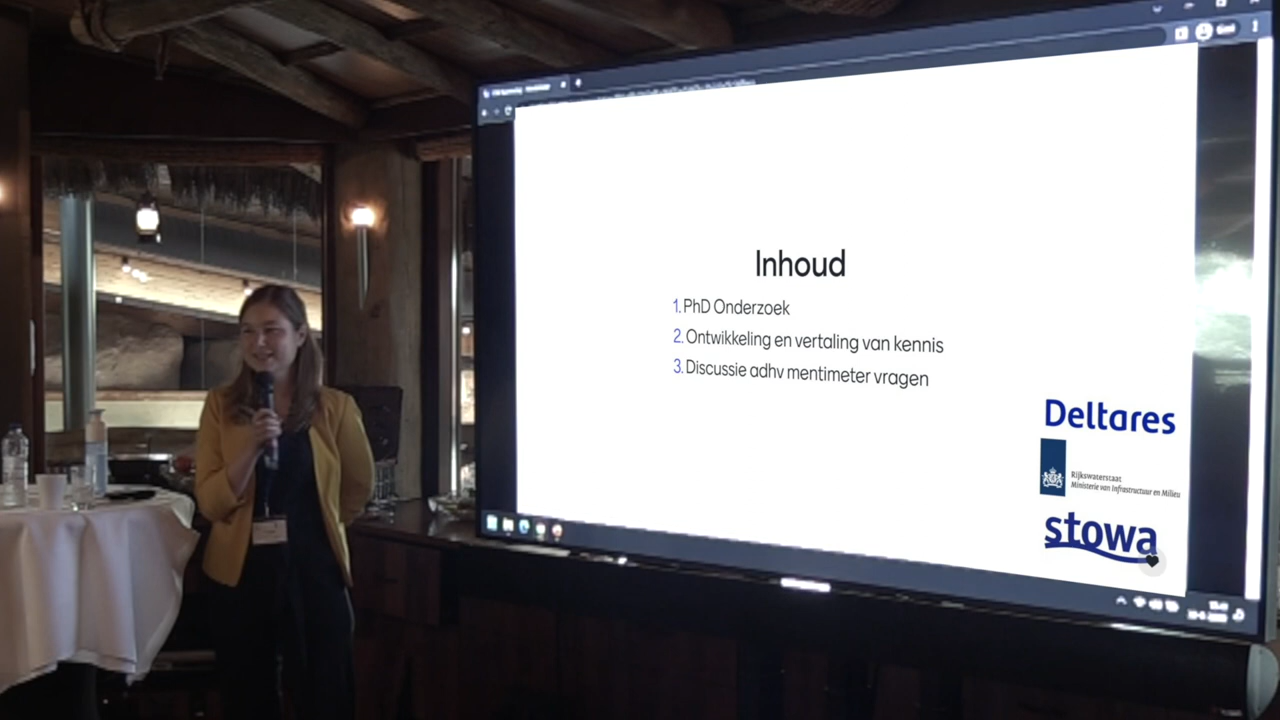 Inhoud
1. PhD Onderzoek
2. Ontwikkeling en vertaling van kennis
3. Discussie adhv mentimeter vragen
Deltares
Rijkswaterstaat
Ministerie van Infrastructuur en Milieu
stowa